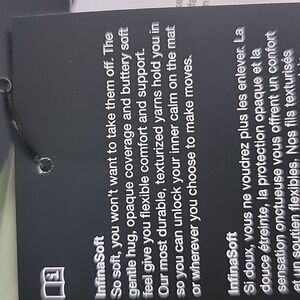 InfinaSoft
So soft, you won't want to take them off. The
gentle hug, opaque coverage and buttery soft
feel give you flexible comfort and support.
Our most durable, texturized yarns hold you in
so you can unlock your inner calm on the mat
or wherever you choose to make moves.
InfinaSoft
Si doux, vous ne voudrez plus les enlever. La
douce étreinte, la protection opaque et la
sensation onctueuse vous offrent un confort
et un soutien flexibles. Nos fils texturisés